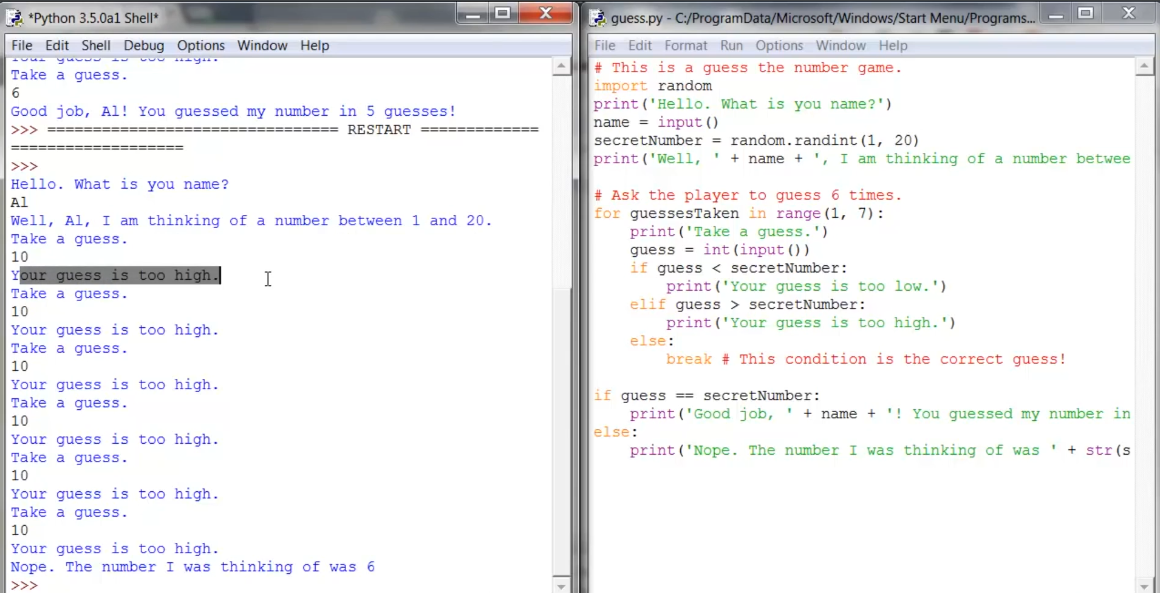 *Python 3.5.0a1 Shell*
File Edit Shell Debug Options Window Help
Your guess is too high.
Take a guess.
6
Good job, Al! You guessed my number in 5 guesses!
>>> ================================ RESTART =============
===================
>>>
Hello. What is you name?
Al
Well, Al, I am thinking of a number between 1 and 20.
Take a guess.
10
Your guess is too high.
Take a guess.
10
Your guess is too high.
Take a guess.
10
Your guess is too high.
Take a guess.
10
Your guess is too high.
Take a guess.
10
Your guess is too high.
Take a guess.
10
Your guess is too high.
Nope. The number I was thinking of was 6
>>>
guess.py - C:/ProgramData/Microsoft/Windows/Start Menu/Programs...
File Edit Format Run Options Window Help
# This is a guess the number game.
import random
print('Hello. What is you name?')
name = input()
secretNumber = random.randint(1, 20)
print('Well, ' + name + ', I am thinking of a number betwee
# Ask the player to guess 6 times.
for guessesTaken in range(1, 7):
    print('Take a guess.')
    guess = int(input())
    if guess < secretNumber:
        print('Your guess is too low.')
    elif guess > secretNumber:
        print('Your guess is too high.')
    else:
        break # This condition is the correct guess!
if guess == secretNumber:
    print('Good job, ' + name + '! You guessed my number in
else:
    print('Nope. The number I was thinking of was ' + str(s